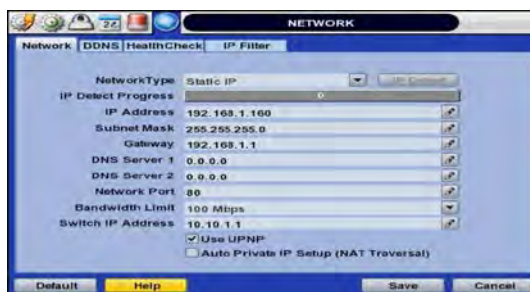 NETWORK
Network DDNS HealthCheck IP Filter
NetworkType Static IP IP Detect
IP Detect Progress 0
IP Address 192.168.1.160
Subnet Mask 255.255.255.0
Gateway 192.168.1.1
DNS Server 1 0.0.0.0
DNS Server 2 0.0.0.0
Network Port 80
Bandwidth Limit 100 Mbps
Switch IP Address 10.10.1.1
Use UPNP
Auto Private IP Setup (NAT Traversal)
Default Help Save Cancel